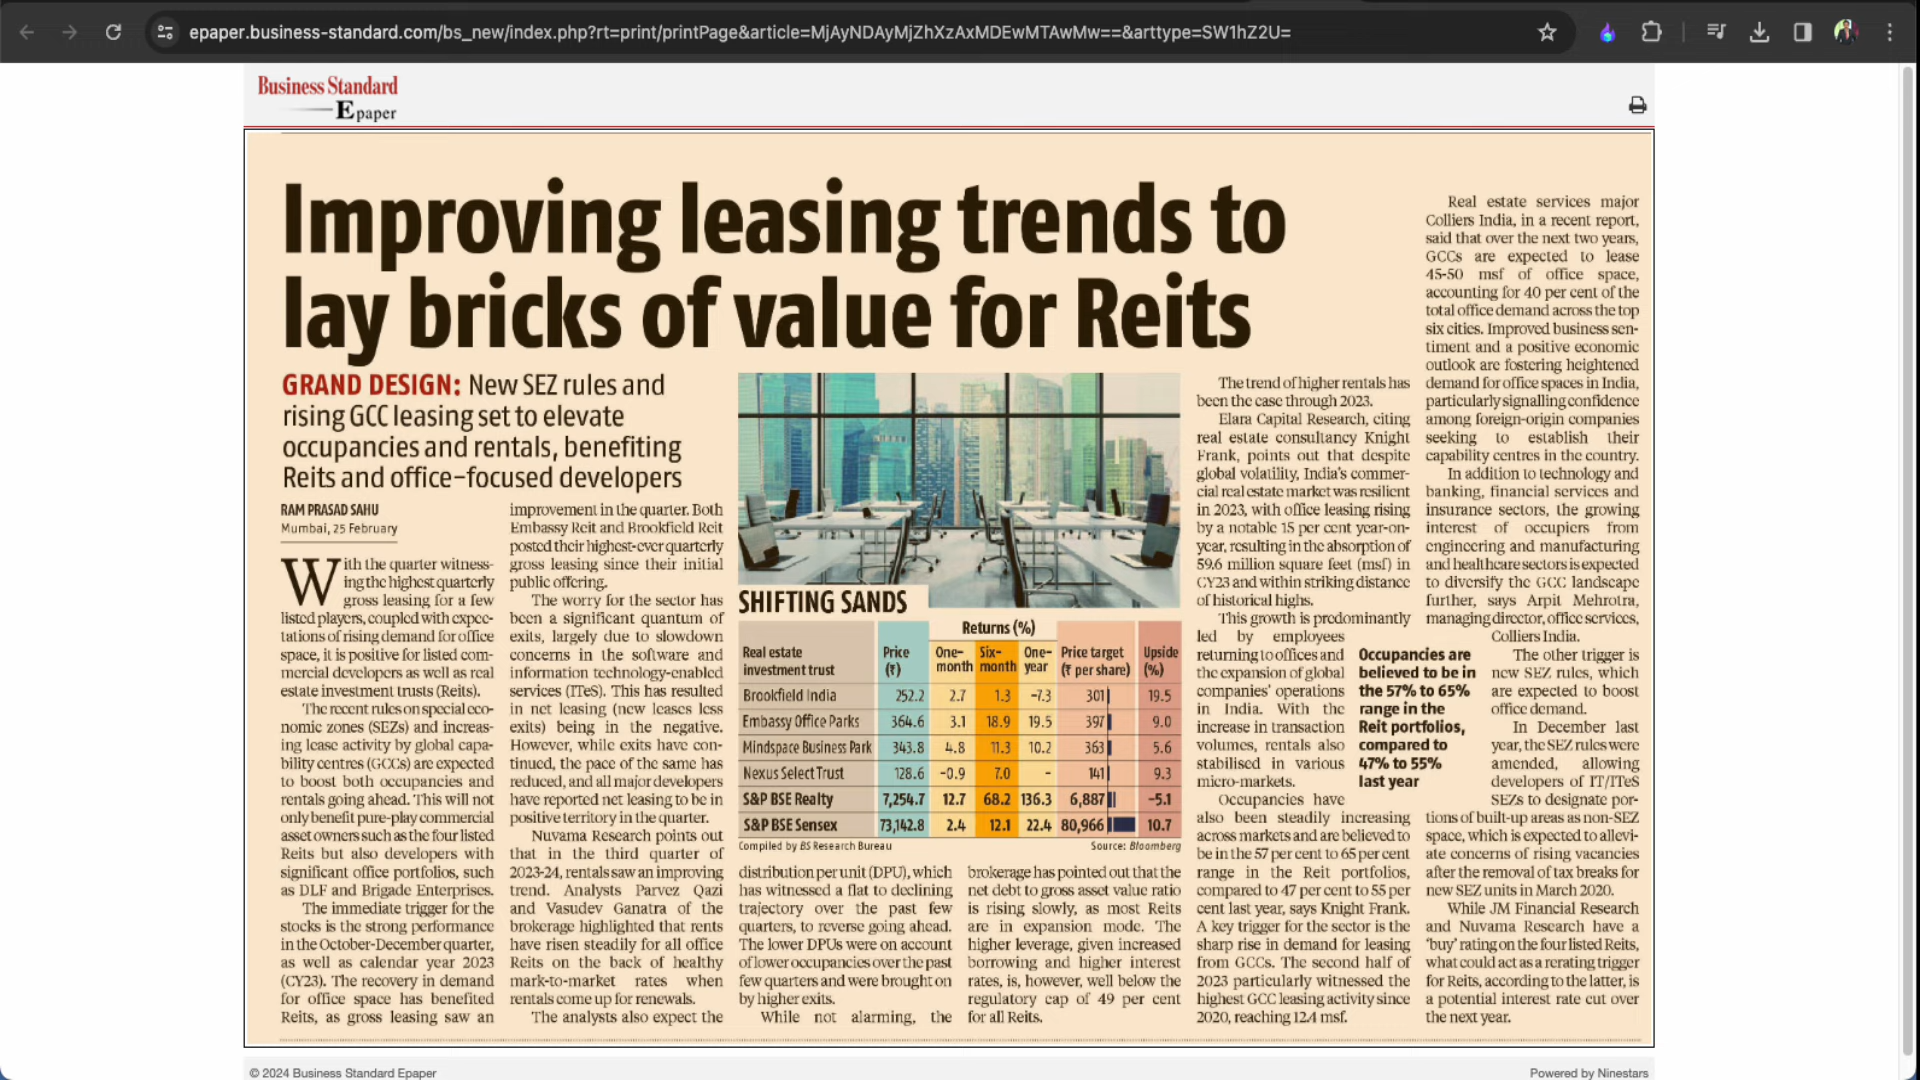 epaper.business-standard.com/bs_new/index.php?rt=print/printPage&article=MjAyNDAyMjZhXzAxMDEwMTAwMw==&arttype=SW1hZ2U=
Business Standard
Epaper
Improving leasing trends to
lay bricks of value for Reits
GRAND DESIGN: New SEZ rules and
rising GCC leasing set to elevate
occupancies and rentals, benefiting
Reits and office-focused developers
RAM PRASAD SAHU
Mumbai, 25 February
With the quarter witness-
ing the highest quarterly
gross leasing for a few
listed players, coupled with expec-
tations of rising demand for office
space, it is positive for listed com-
mercial developers as well as real
estate investment trusts (Reits).
The recent rules on special eco-
nomic zones (SEZs) and increas-
ing lease activity by global capa-
bility centres (GCCs) are expected
to boost both occupancies and
rentals going ahead. This will not
only benefit pure-play commercial
asset owners such as the four listed
Reits but also developers with
significant office portfolios, such
as DLF and Brigade Enterprises.
The immediate trigger for the
stocks is the strong performance
in the October-December quarter,
as well as calendar year 2023
(CY23). The recovery in demand
for office space has benefited
Reits, as gross leasing saw an
improvement in the quarter. Both
Embassy Reit and Brookfield Reit
posted their highest-ever quarterly
gross leasing since their initial
public offering.
The worry for the sector has
been a significant quantum of
exits, largely due to slowdown
concerns in the software and
information technology-enabled
services (ITeS). This has resulted
in net leasing (new leases less
exits) being in the negative.
However, while exits have con-
tinued, the pace of the same has
reduced, and all major developers
have reported net leasing to be in
positive territory in the quarter.
Nuvama Research points out
that in the third quarter of
2023-24, rentals saw an improving
trend. Analysts Parvez Qazi
and Vasudev Ganatra of the
brokerage highlighted that rents
have risen steadily for all office
Reits on the back of healthy
mark-to-market rates when
rentals come up for renewals.
The analysts also expect the
SHIFTING SANDS
Returns (%)
Real estate investment trust Price (₹) One-month Six-month One-year Price target (₹ per share) Upside (%)
Brookfield India 252.2 2.7 1.3 -7.3 301 19.5
Embassy Office Parks 364.6 3.1 18.9 19.5 397 9.0
Mindspace Business Park 343.8 4.8 11.3 10.2 363 5.6
Nexus Select Trust 128.6 -0.9 7.0 - 141 9.3
S&P BSE Realty 7,254.7 12.7 68.2 136.3 6,887 -5.1
S&P BSE Sensex 73,142.8 2.4 12.1 22.4 80,966 10.7
Compiled by BS Research Bureau Source: Bloomberg
distribution per unit (DPU), which
has witnessed a flat to declining
trajectory over the past few
quarters, to reverse going ahead.
The lower DPUs were on account
of lower occupancies over the past
few quarters and were brought on
by higher exits.
While not alarming, the
brokerage has pointed out that the
net debt to gross asset value ratio
is rising slowly, as most Reits
are in expansion mode. The
higher leverage, given increased
borrowing and higher interest
rates, is, however, well below the
regulatory cap of 49 per cent
for all Reits.
The trend of higher rentals has
been the case through 2023.
Elara Capital Research, citing
real estate consultancy Knight
Frank, points out that despite
global volatility, India's commer-
cial real estate market was resilient
in 2023, with office leasing rising
by a notable 15 per cent year-on-
year, resulting in the absorption of
59.6 million square feet (msf) in
CY23 and within striking distance
of historical highs.
This growth is predominantly
led by employees
returning to offices and
the expansion of global
companies' operations
in India. With the
increase in transaction
volumes, rentals also
stabilised in various
micro-markets.
Occupancies have
also been steadily increasing
across markets and are believed to
be in the 57 per cent to 65 per cent
range in the Reit portfolios,
compared to 47 per cent to 55 per
cent last year, says Knight Frank.
A key trigger for the sector is the
sharp rise in demand for leasing
from GCCs. The second half of
2023 particularly witnessed the
highest GCC leasing activity since
2020, reaching 12.4 msf.
Occupancies are
believed to be in
the 57% to 65%
range in the
Reit portfolios,
compared to
47% to 55%
last year
Real estate services major
Colliers India, in a recent report,
said that over the next two years,
GCCs are expected to lease
45-50 msf of office space,
accounting for 40 per cent of the
total office demand across the top
six cities. Improved business sen-
timent and a positive economic
outlook are fostering heightened
demand for office spaces in India,
particularly signalling confidence
among foreign-origin companies
seeking to establish their
capability centres in the country.
In addition to technology and
banking, financial services and
insurance sectors, the growing
interest of occupiers from
engineering and manufacturing
and healthcare sectors is expected
to diversify the GCC landscape
further, says Arpit Mehrotra,
managing director, office services,
Colliers India.
The other trigger is
new SEZ rules, which
are expected to boost
office demand.
In December last
year, the SEZ rules were
amended, allowing
developers of IT/ITeS
SEZs to designate por-
tions of built-up areas as non-SEZ
space, which is expected to allevi-
ate concerns of rising vacancies
after the removal of tax breaks for
new SEZ units in March 2020.
While JM Financial Research
and Nuvama Research have a
'buy' rating on the four listed Reits,
what could act as a rerating trigger
for Reits, according to the latter, is
a potential interest rate cut over
the next year.
© 2024 Business Standard Epaper
Powered by Ninestars